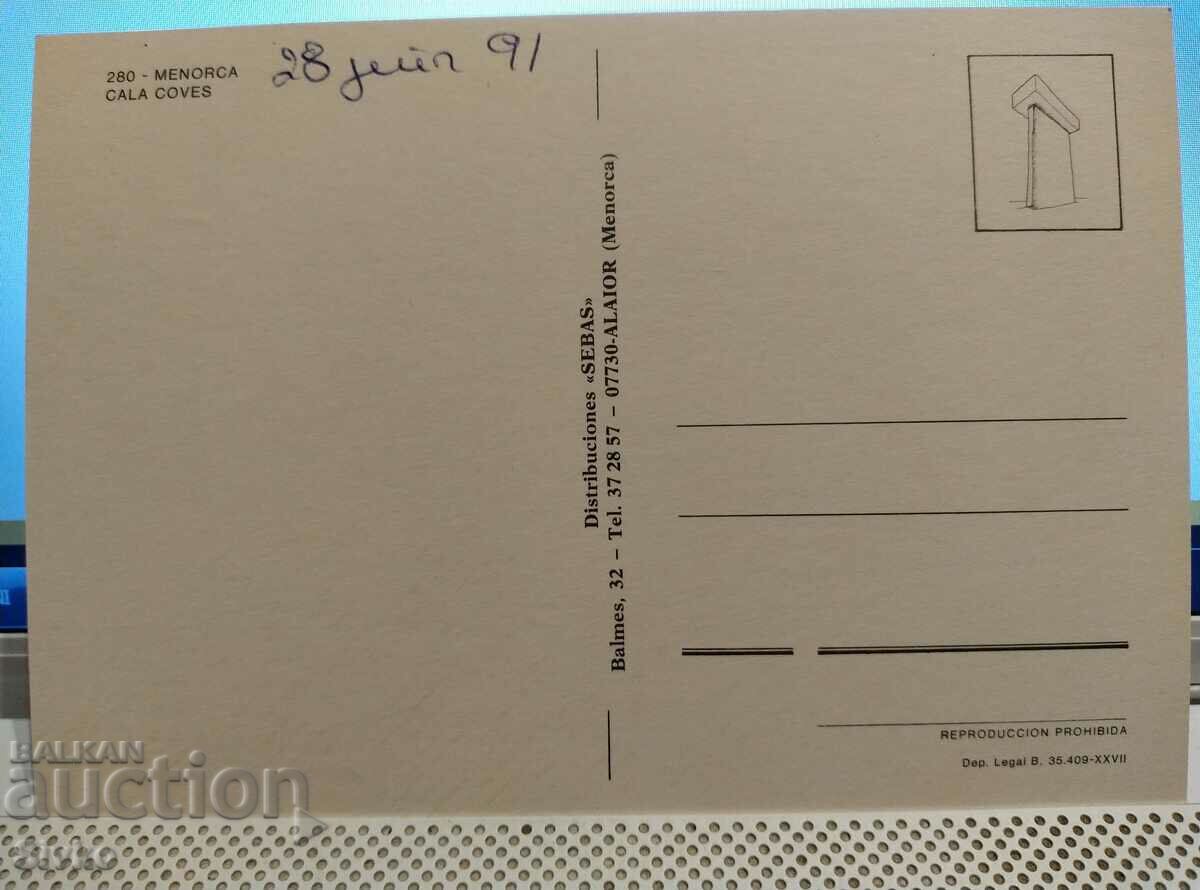 280 - MENORCA
CALA COVES
28 juin 91
Distribuciones «SEBAS»
Balmes, 32 – Tel. 37 28 57 – 07730-ALAIOR (Menorca)
REPRODUCCION PROHIBIDA
Dep. Legal B. 35.409-XXVII
BALKAN
auction